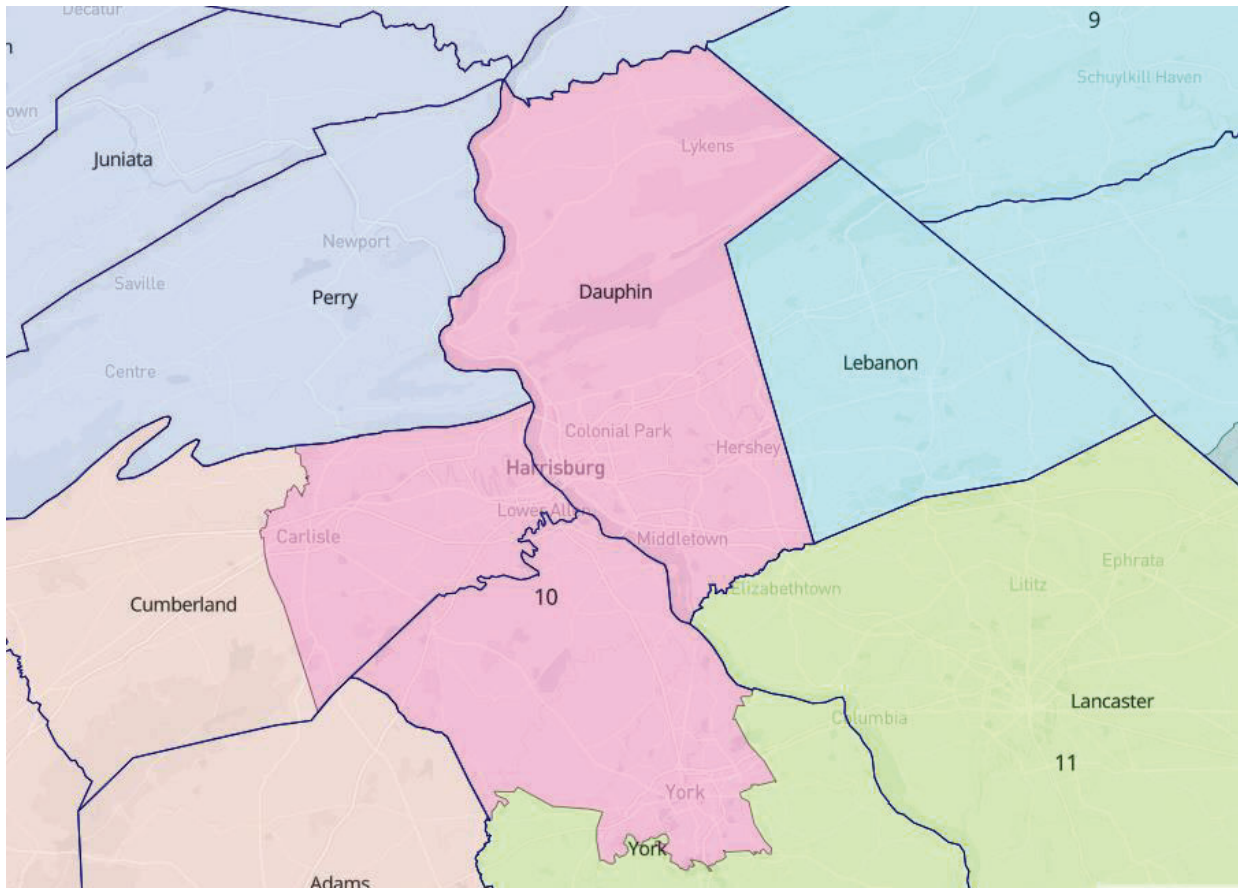 Decatur
9
Schuylkill Haven
Juniata
Lykens
Newport
Saville
Perry
Dauphin
Centre
Lebanon
Colonial Park
Hershey
Harrisburg
Lower Allen
Carlisle
Middletown
Ephrata
Elizabethtown
Lititz
Cumberland
10
Lancaster
Columbia
11
York
York
Adams